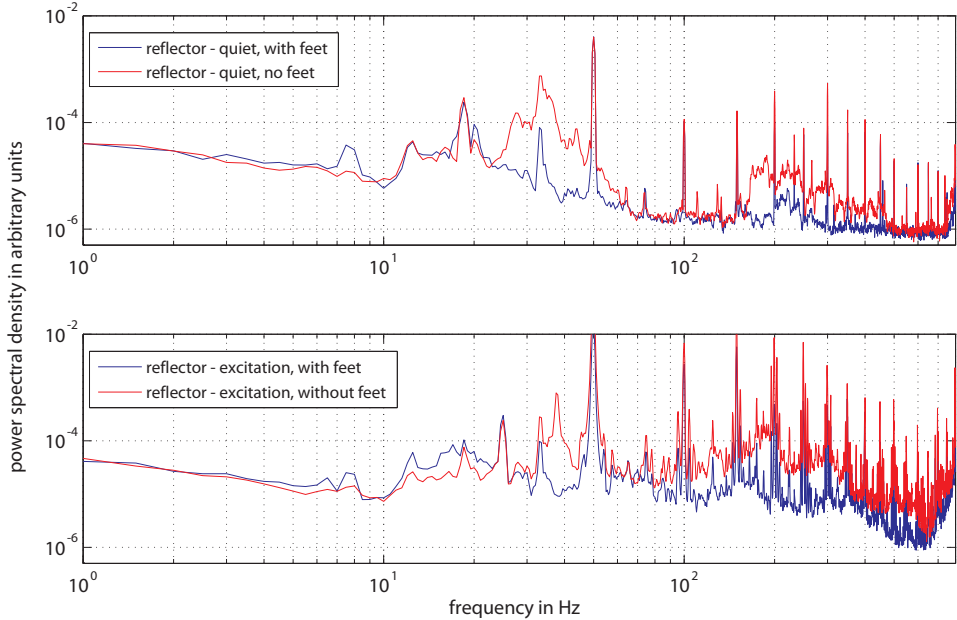 10^-2
reflector - quiet, with feet
reflector - quiet, no feet
10^-4
10^-6
10^0 10^1 10^2
power spectral density in arbitrary units
10^-2
reflector - excitation, with feet
reflector - excitation, without feet
10^-4
10^-6
10^0 10^1 10^2
frequency in Hz